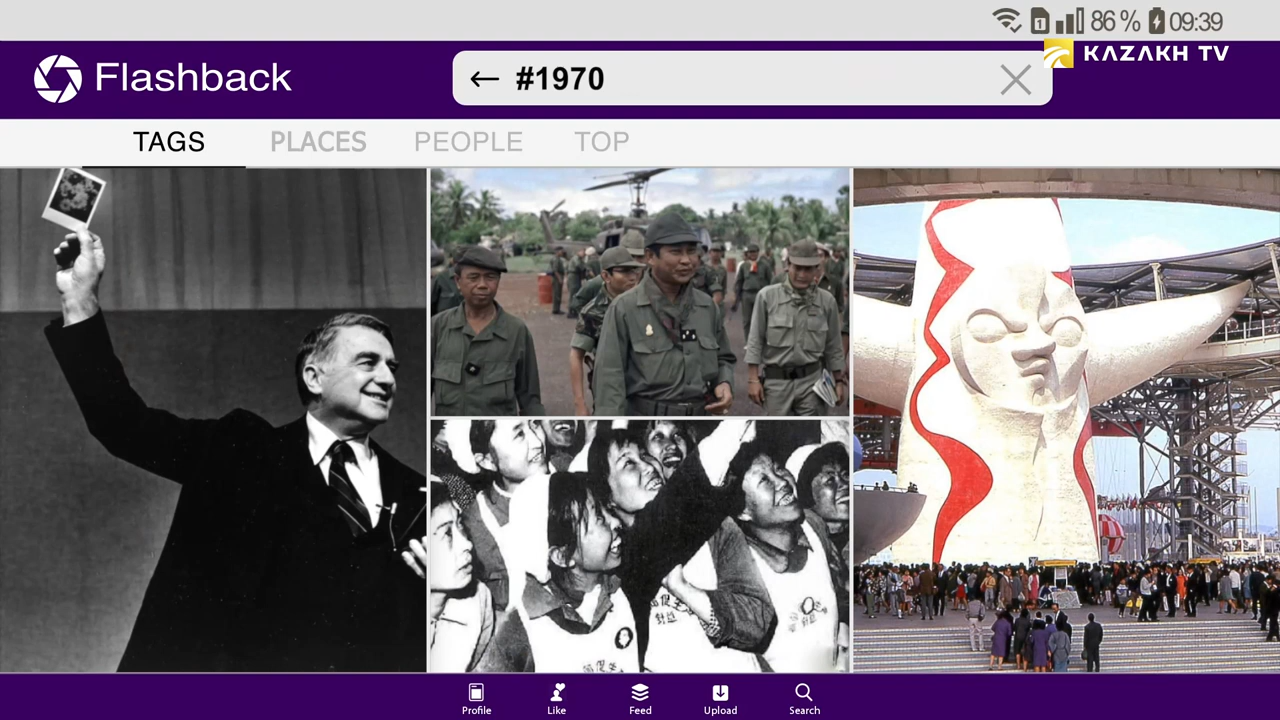 86 % 09:39
KAZAKH TV
Flashback
← #1970
TAGS PLACES PEOPLE TOP
Profile Like Feed Upload Search